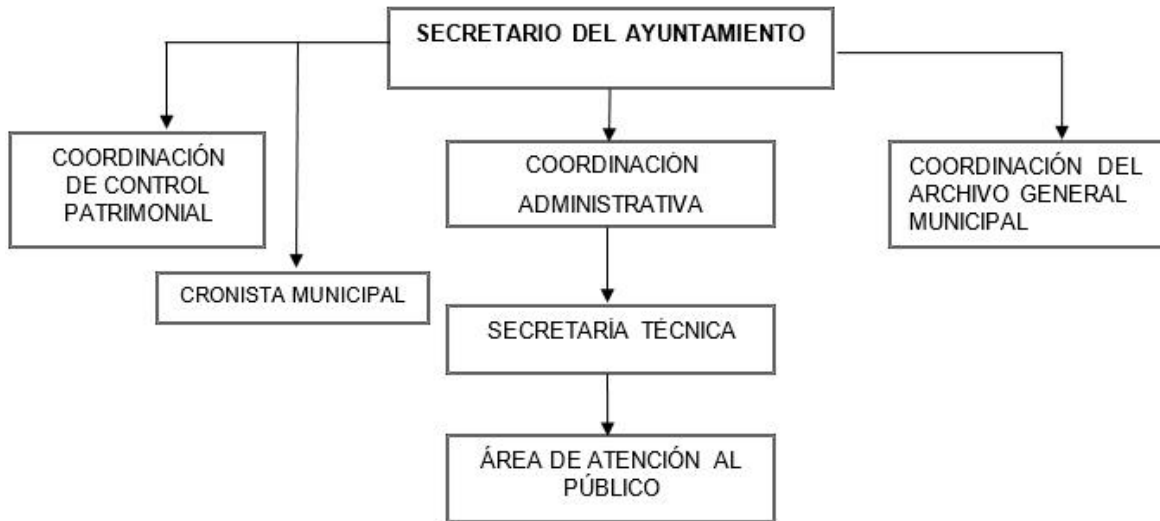 SECRETARIO DEL AYUNTAMIENTO
COORDINACIÓN
DE CONTROL
PATRIMONIAL
COORDINACIÓN
ADMINISTRATIVA
COORDINACIÓN DEL
ARCHIVO GENERAL
MUNICIPAL
CRONISTA MUNICIPAL
SECRETARÍA TÉCNICA
ÁREA DE ATENCIÓN AL
PÚBLICO